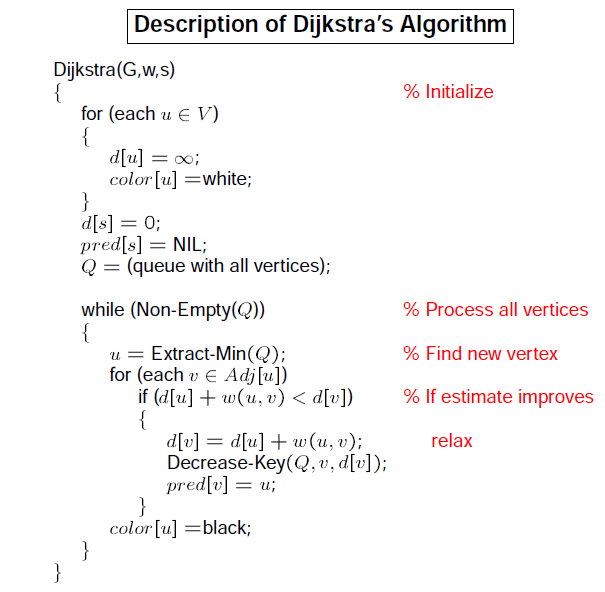 Description of Dijkstra's Algorithm
Dijkstra(G,w,s)
{ % Initialize
for (each u ∈ V)
{
d[u] = ∞;
color[u] =white;
}
d[s] = 0;
pred[s] = NIL;
Q = (queue with all vertices);
while (Non-Empty(Q)) % Process all vertices
{
u = Extract-Min(Q); % Find new vertex
for (each v ∈ Adj[u])
if (d[u] + w(u, v) < d[v]) % If estimate improves
{
d[v] = d[u] + w(u, v); relax
Decrease-Key(Q, v, d[v]);
pred[v] = u;
}
color[u] =black;
}
}